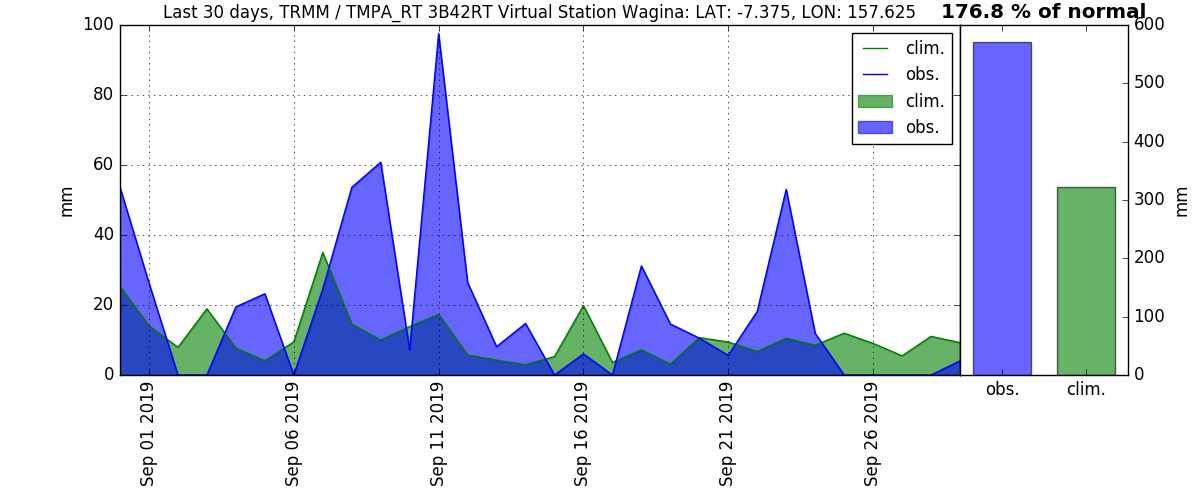 Last 30 days, TRMM / TMPA_RT 3B42RT Virtual Station Wagina: LAT: -7.375, LON: 157.625
176.8 % of normal
100
80
60
40
20
0
mm
clim.
obs.
clim.
obs.
600
500
400
300
200
100
0
mm
obs.
clim.
Sep 01 2019
Sep 06 2019
Sep 11 2019
Sep 16 2019
Sep 21 2019
Sep 26 2019